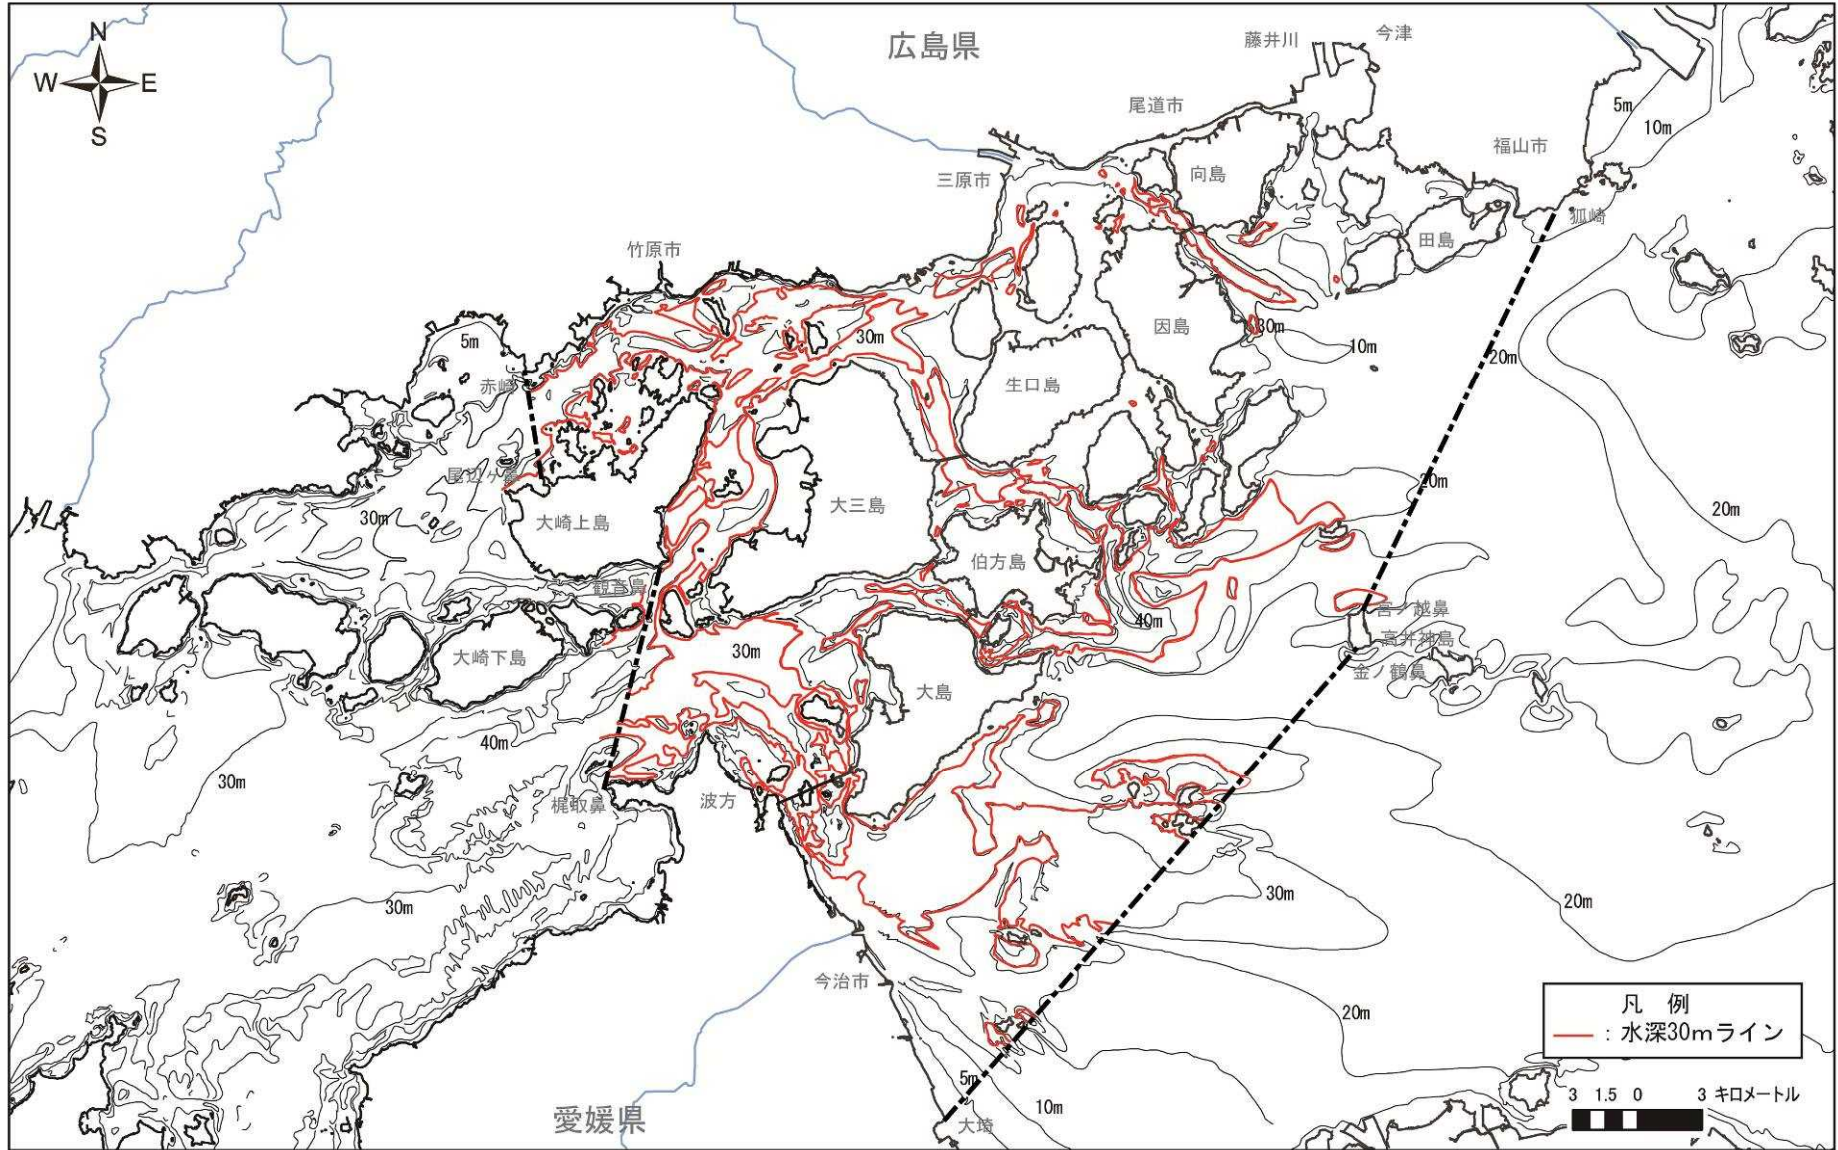 N
W
E
S
広島県
藤井川
今津
尾道市
5m
10m
福山市
三原市
向島
狐崎
田島
竹原市
5m
30m
因島
30m
10m
20m
赤崎
生口島
尾辺ヶ鼻
20m
大三島
20m
30m
大崎上島
伯方島
観音鼻
宮ノ越鼻
40m
高井神島
30m
大崎下島
金ノ鶴鼻
大島
40m
30m
梶取鼻
波方
30m
30m
20m
今治市
20m
凡 例
:水深30mライン
5m
10m
3 1.5 0 3 キロメートル
愛媛県
大埼